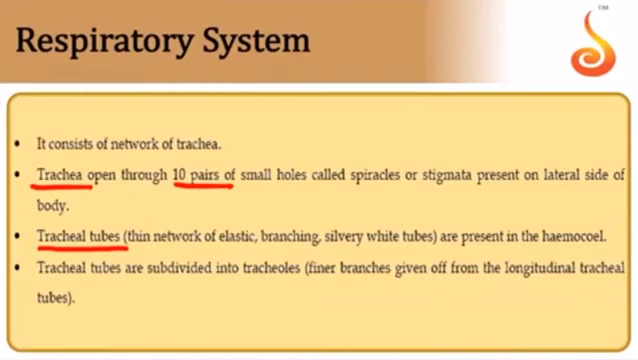 TM
Respiratory System
• It consists of network of trachea.
• Trachea open through 10 pairs of small holes called spiracles or stigmata present on lateral side of
body.
• Tracheal tubes (thin network of elastic, branching, silvery white tubes) are present in the haemocoel.
• Tracheal tubes are subdivided into tracheoles (finer branches given off from the longitudinal tracheal
tubes).